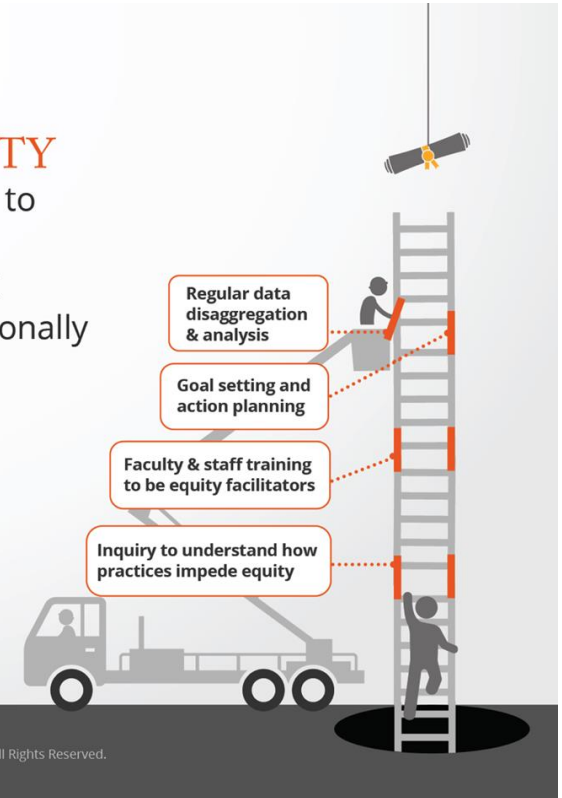 TY
to
onally
Regular data
disaggregation
& analysis
Goal setting and
action planning
Faculty & staff training
to be equity facilitators
Inquiry to understand how
practices impede equity
ll Rights Reserved.